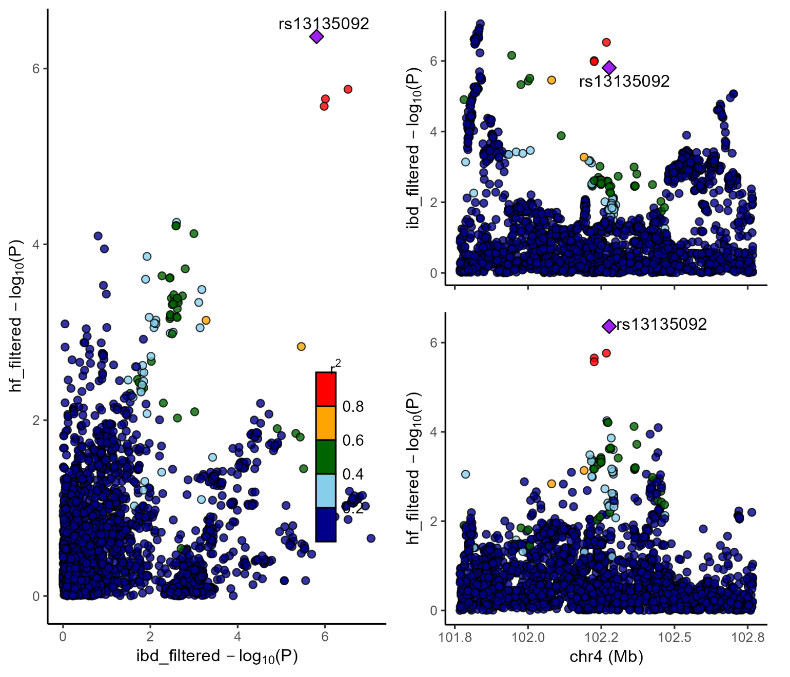 rs13135092
hf_filtered − log₁₀(P)
6
4
2
0
0
2
4
6
ibd_filtered − log₁₀(P)
r²
0.8
0.6
0.4
0.2
ibd_filtered − log₁₀(P)
6
4
2
0
rs13135092
hf_filtered − log₁₀(P)
6
4
2
0
rs13135092
101.8
102.0
102.2
102.5
102.8
chr4 (Mb)